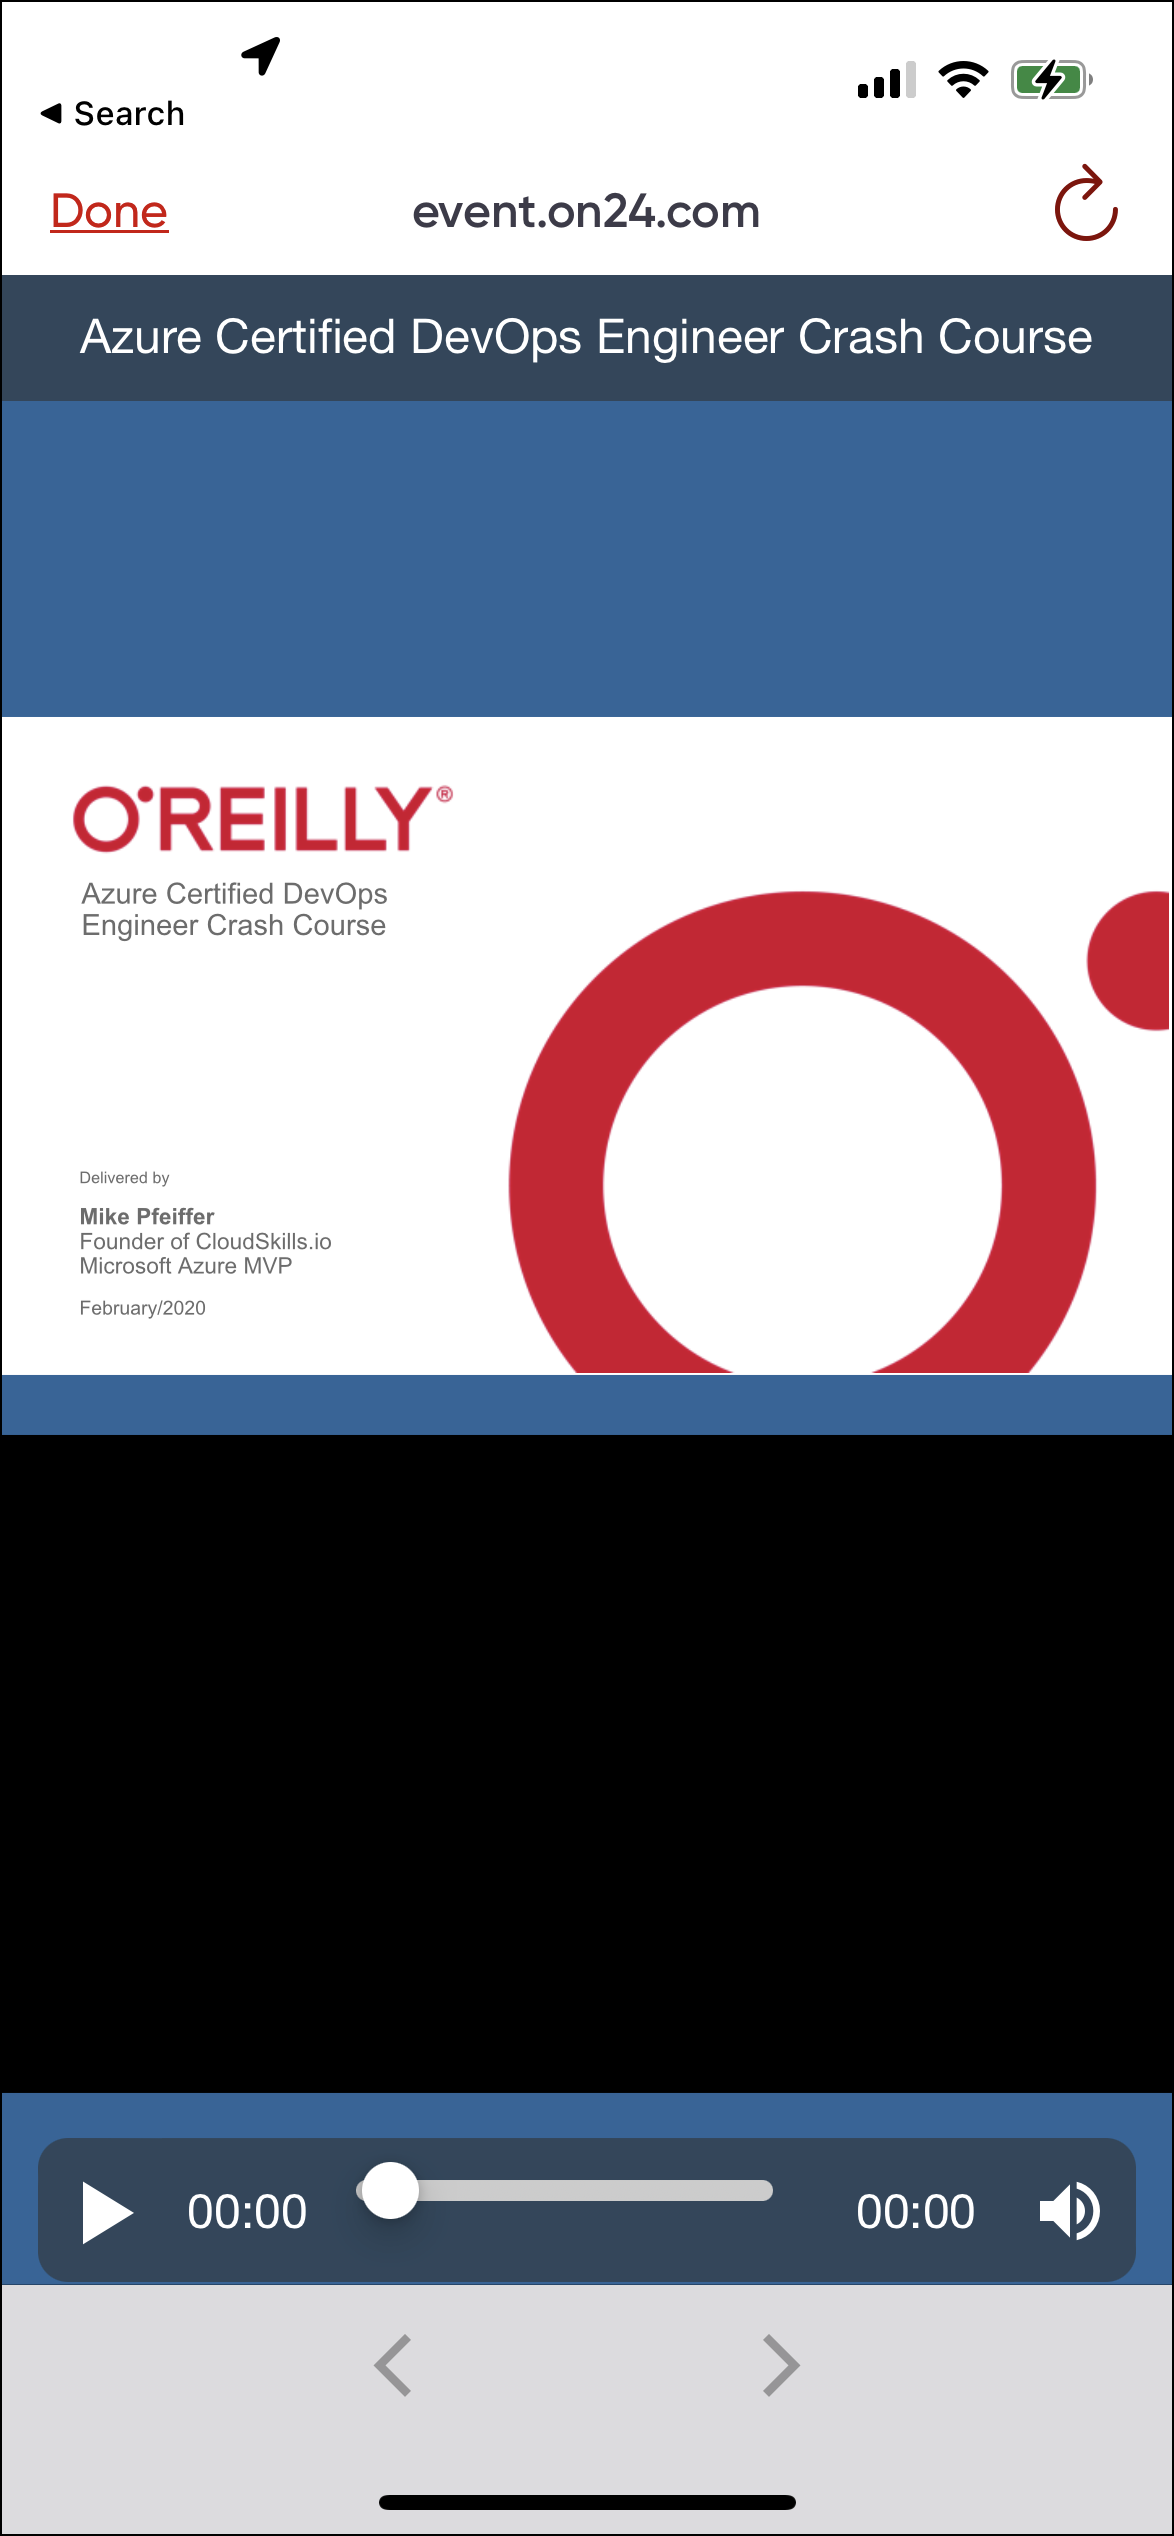 ◀ Search
Done
event.on24.com
Azure Certified DevOps Engineer Crash Course
O'REILLY®
Azure Certified DevOps
Engineer Crash Course
Delivered by
Mike Pfeiffer
Founder of CloudSkills.io
Microsoft Azure MVP
February/2020
00:00
00:00